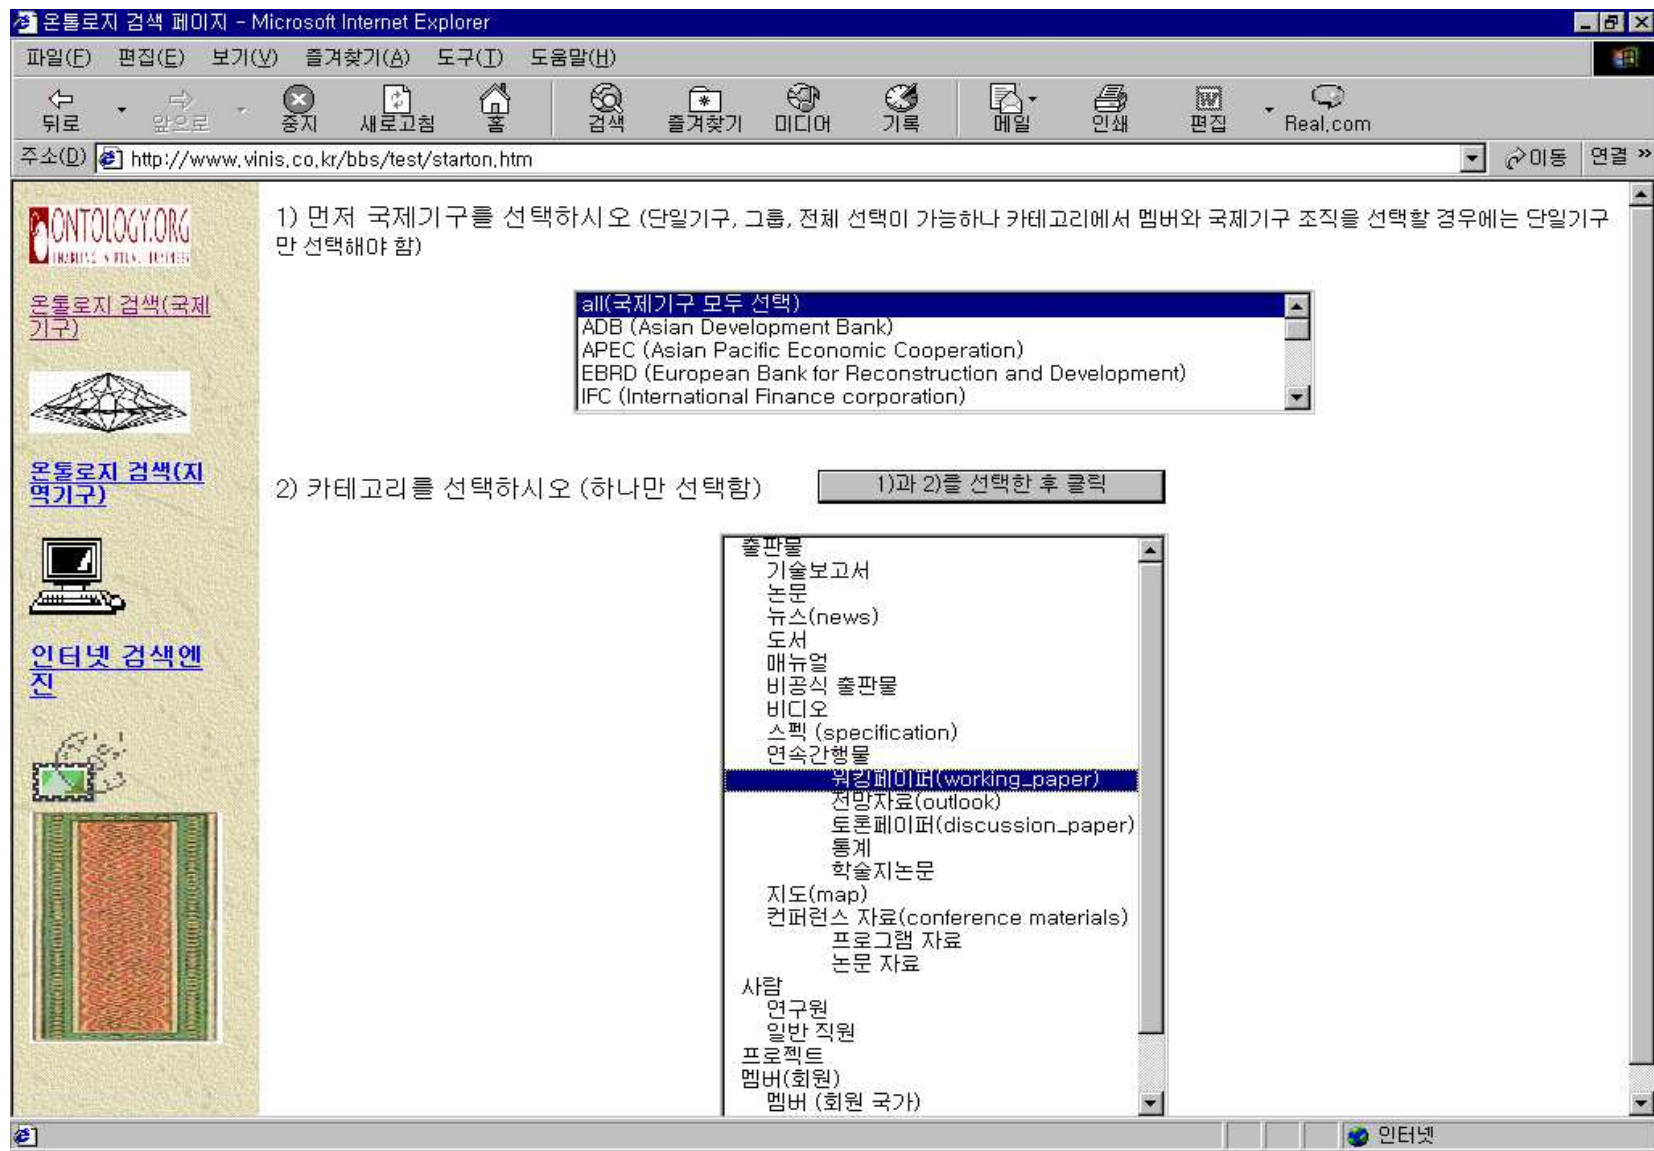 온톨로지 검색 페이지 - Microsoft Internet Explorer
파일(F) 편집(E) 보기(V) 즐겨찾기(A) 도구(T) 도움말(H)
뒤로 앞으로 중지 새로고침 홈 검색 즐겨찾기 미디어 기록 메일 인쇄 편집 Real.com
주소(D) http://www.vinis.co.kr/bbs/test/starton.htm 이동 연결 »
ONTOLOGY.ORG
온톨로지 검색(국제
기구)
온톨로지 검색(지
역기구)
인터넷 검색엔
진
1) 먼저 국제기구를 선택하시오 (단일기구, 그룹, 전체 선택이 가능하나 카테고리에서 멤버와 국제기구 조직을 선택할 경우에는 단일기구
만 선택해야 함)
all(국제기구 모두 선택)
ADB (Asian Development Bank)
APEC (Asian Pacific Economic Cooperation)
EBRD (European Bank for Reconstruction and Development)
IFC (International Finance corporation)
2) 카테고리를 선택하시오 (하나만 선택함) 1)과 2)를 선택한 후 클릭
출판물
기술보고서
논문
뉴스(news)
도서
매뉴얼
비공식 출판물
비디오
스펙 (specification)
연속간행물
워킹페이퍼(working_paper)
전망자료(outlook)
토론페이퍼(discussion_paper)
통계
학술지논문
지도(map)
컨퍼런스 자료(conference materials)
프로그램 자료
논문 자료
사람
연구원
일반 직원
프로젝트
멤버(회원)
멤버 (회원 국가)
인터넷